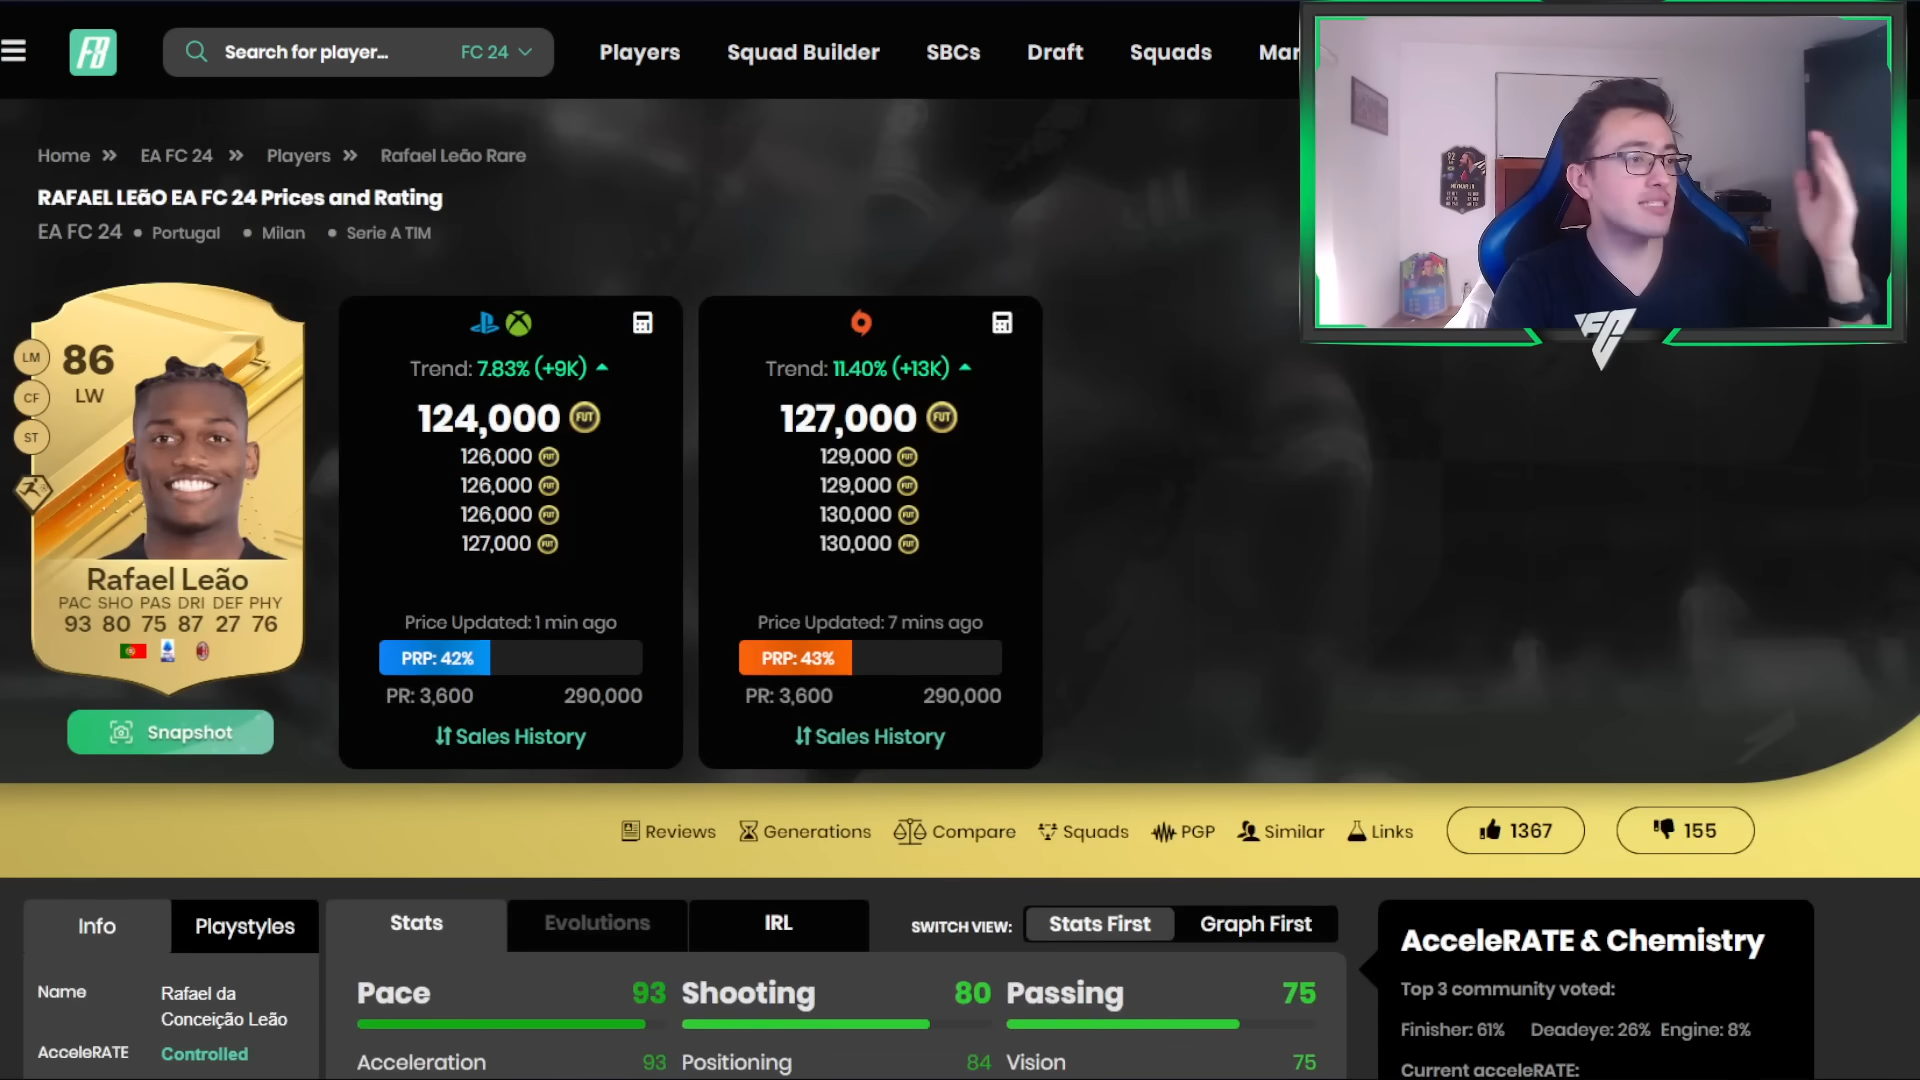 Search for player...
FC 24
Players
Squad Builder
SBCs
Draft
Squads
Mar
Home » EA FC 24 » Players » Rafael Leão Rare
RAFAEL LEãO EA FC 24 Prices and Rating
EA FC 24 • Portugal • Milan • Serie A TIM
LM
CF
ST
86
LW
Rafael Leão
PAC SHO PAS DRI DEF PHY
93 80 75 87 27 76
Snapshot
Trend: 7.83% (+9K)
124,000
126,000
126,000
126,000
127,000
Price Updated: 1 min ago
PRP: 42%
PR: 3,600 290,000
Sales History
Trend: 11.40% (+13K)
127,000
129,000
129,000
130,000
130,000
Price Updated: 7 mins ago
PRP: 43%
PR: 3,600 290,000
Sales History
92
Reviews
Generations
Compare
Squads
PGP
Similar
Links
1367
155
Info
Playstyles
Name Rafael da
Conceição Leão
AcceleRATE Controlled
Stats
Evolutions
IRL
SWITCH VIEW:
Stats First
Graph First
Pace 93
Acceleration 93
Shooting 80
Positioning 84
Passing 75
Vision 75
AcceleRATE & Chemistry
Top 3 community voted:
Finisher: 61% Deadeye: 26% Engine: 8%
Current acceleRATE: